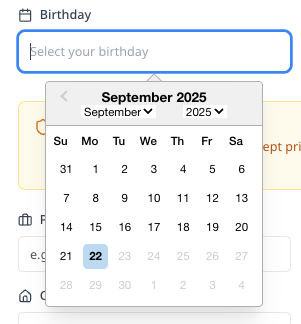 Birthday
Select your birthday
September 2025
September 2025
Su Mo Tu We Th Fr Sa
31 1 2 3 4 5 6
7 8 9 10 11 12 13
14 15 16 17 18 19 20
21 22 23 24 25 26 27
28 29 30 1 2 3 4
ept pri
P
e.g